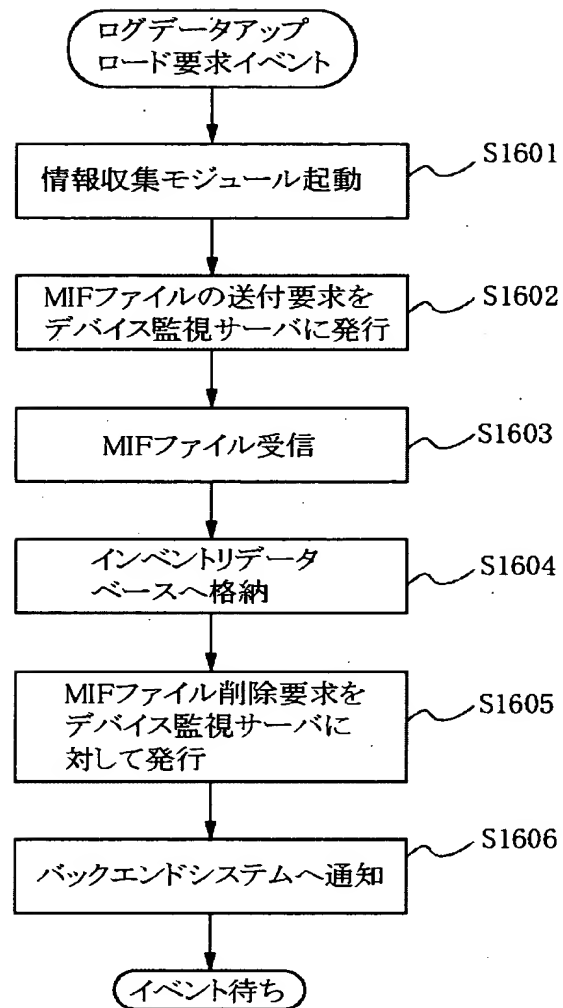 ログデータアップ
ロード要求イベント
情報収集モジュール起動
S1601
MIFファイルの送付要求を
デバイス監視サーバに発行
S1602
MIFファイル受信
S1603
インベントリデータ
ベースへ格納
S1604
MIFファイル削除要求を
デバイス監視サーバに
対して発行
S1605
バックエンドシステムへ通知
S1606
イベント待ち